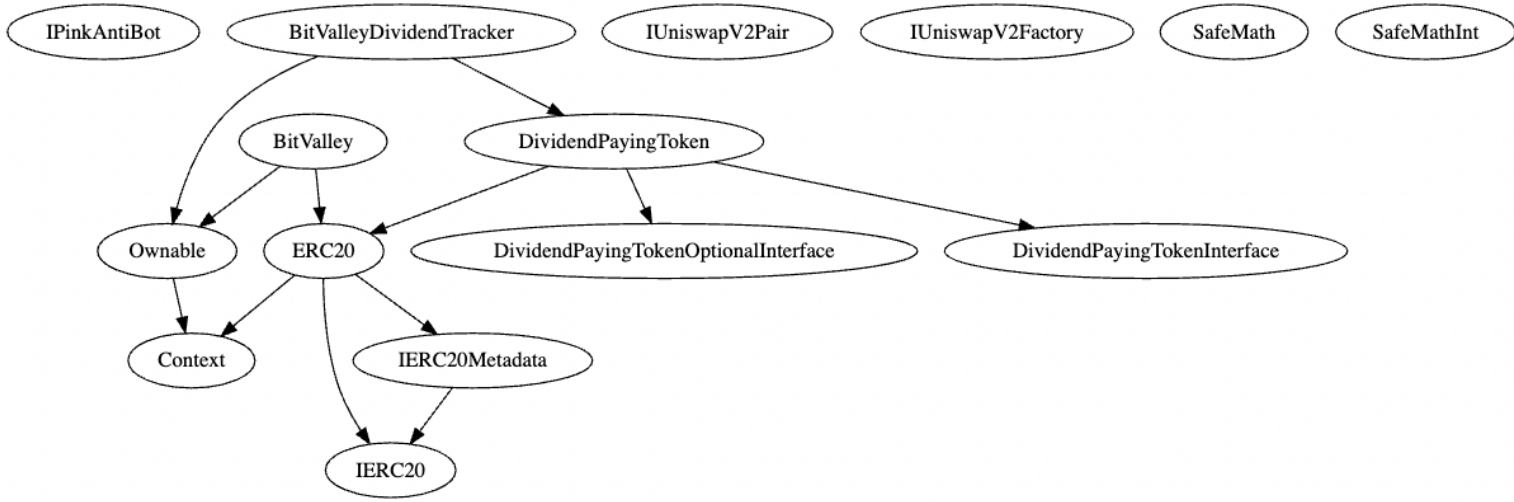 IPinkAntiBot
BitValleyDividendTracker
IUniswapV2Pair
IUniswapV2Factory
SafeMath
SafeMathInt
BitValley
DividendPayingToken
Ownable
ERC20
DividendPayingTokenOptionalInterface
DividendPayingTokenInterface
Context
IERC20Metadata
IERC20